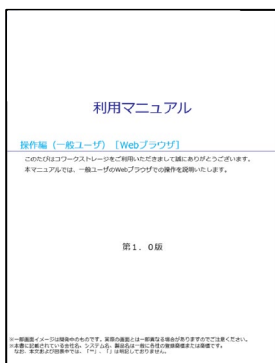 利用マニュアル
操作編（一般ユーザ）［Webブラウザ］
このたびはコワークストレージをご利用いただきまして誠にありがとうございます。
本マニュアルでは、一般ユーザのWebブラウザでの操作を説明いたします。
第１．０版
※一部画面イメージは開発中のものです。実際の画面とは一部異なる場合がありますのでご注意ください。
※本書に記載されている会社名、システム名、製品名は一般に各社の登録商標または商標です。
なお、本文および図表中では、「™」、「」は明記しておりません。